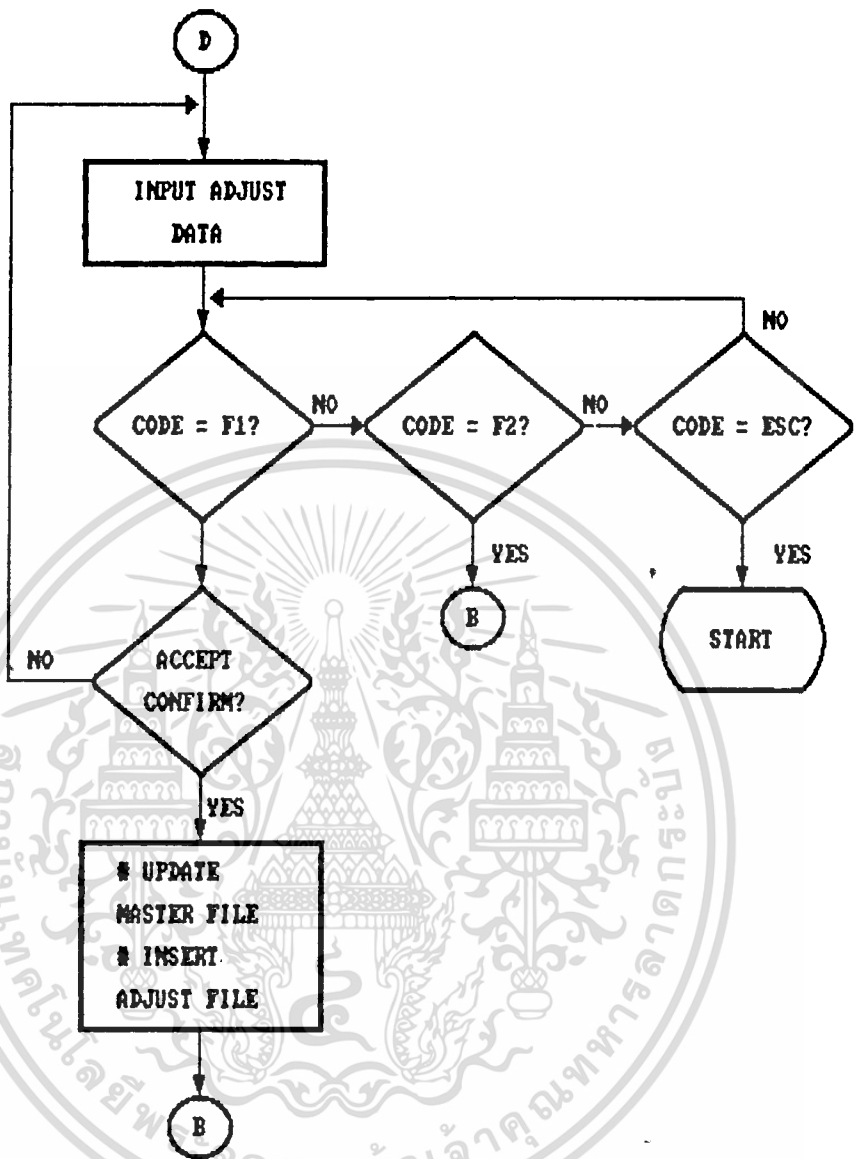 D
INPUT ADJUST
DATA
NO
CODE = F1?
NO
CODE = F2?
NO
CODE = ESC?
YES
YES
B
START
NO
ACCEPT
CONFIRM?
YES
# UPDATE
MASTER FILE
# INSERT
ADJUST FILE
B